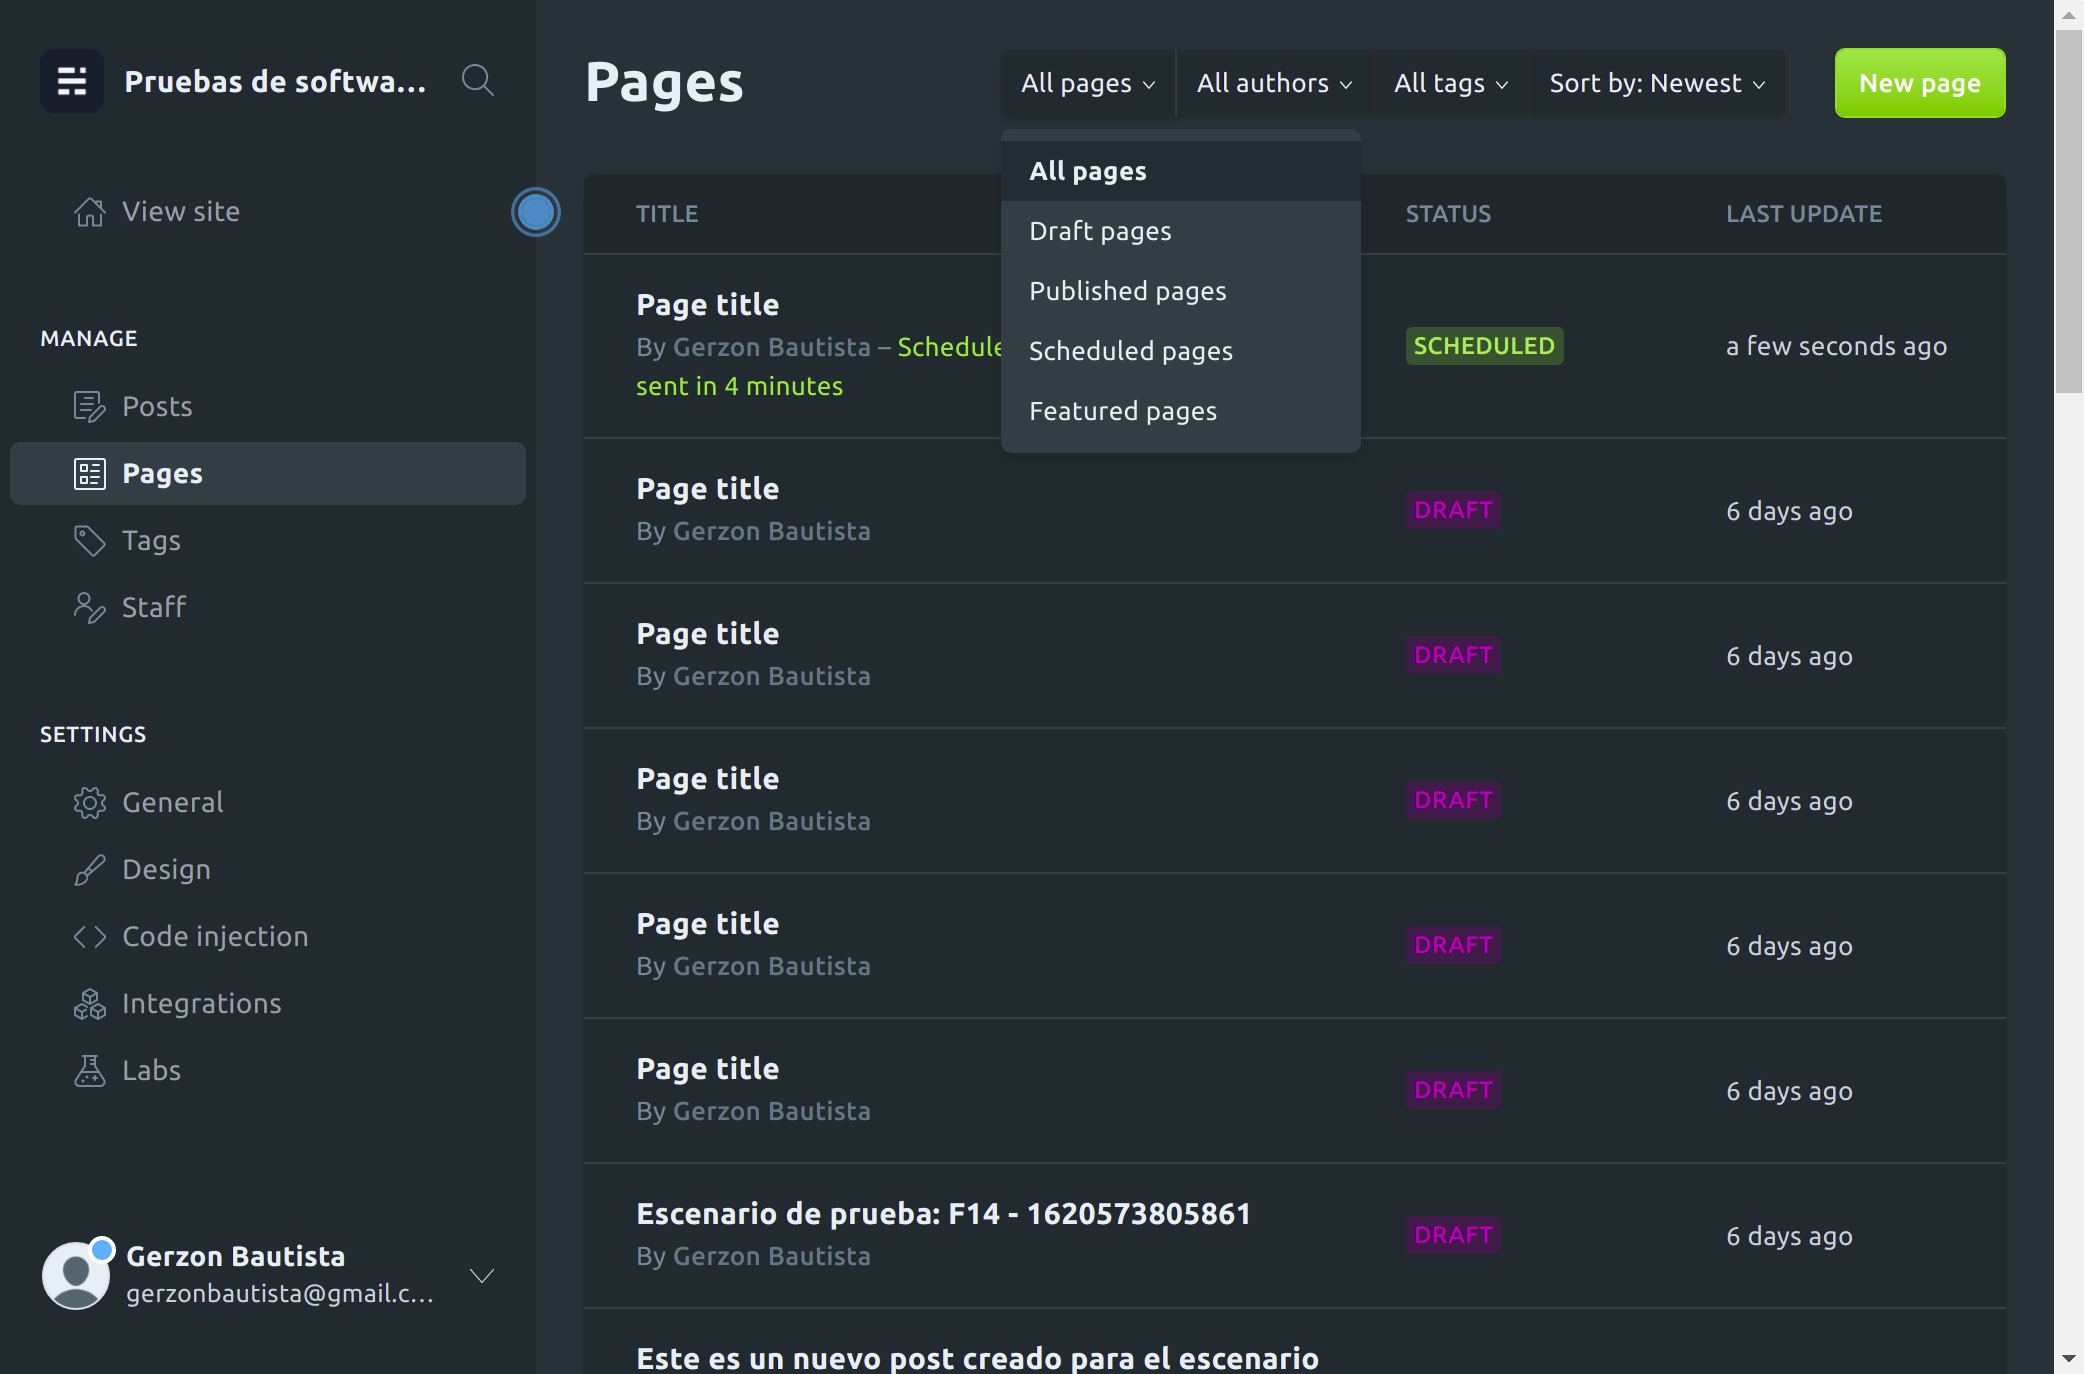 Pruebas de softwa...
View site
MANAGE
Posts
Pages
Tags
Staff
SETTINGS
General
Design
Code injection
Integrations
Labs
Gerzon Bautista
gerzonbautista@gmail.c...
Pages
All pages
All authors
All tags
Sort by: Newest
New page
All pages
Draft pages
Published pages
Scheduled pages
Featured pages
TITLE STATUS LAST UPDATE
Page title
By Gerzon Bautista – Schedule
sent in 4 minutes
SCHEDULED
a few seconds ago
Page title
By Gerzon Bautista
DRAFT
6 days ago
Page title
By Gerzon Bautista
DRAFT
6 days ago
Page title
By Gerzon Bautista
DRAFT
6 days ago
Page title
By Gerzon Bautista
DRAFT
6 days ago
Page title
By Gerzon Bautista
DRAFT
6 days ago
Escenario de prueba: F14 - 1620573805861
By Gerzon Bautista
DRAFT
6 days ago
Este es un nuevo post creado para el escenario